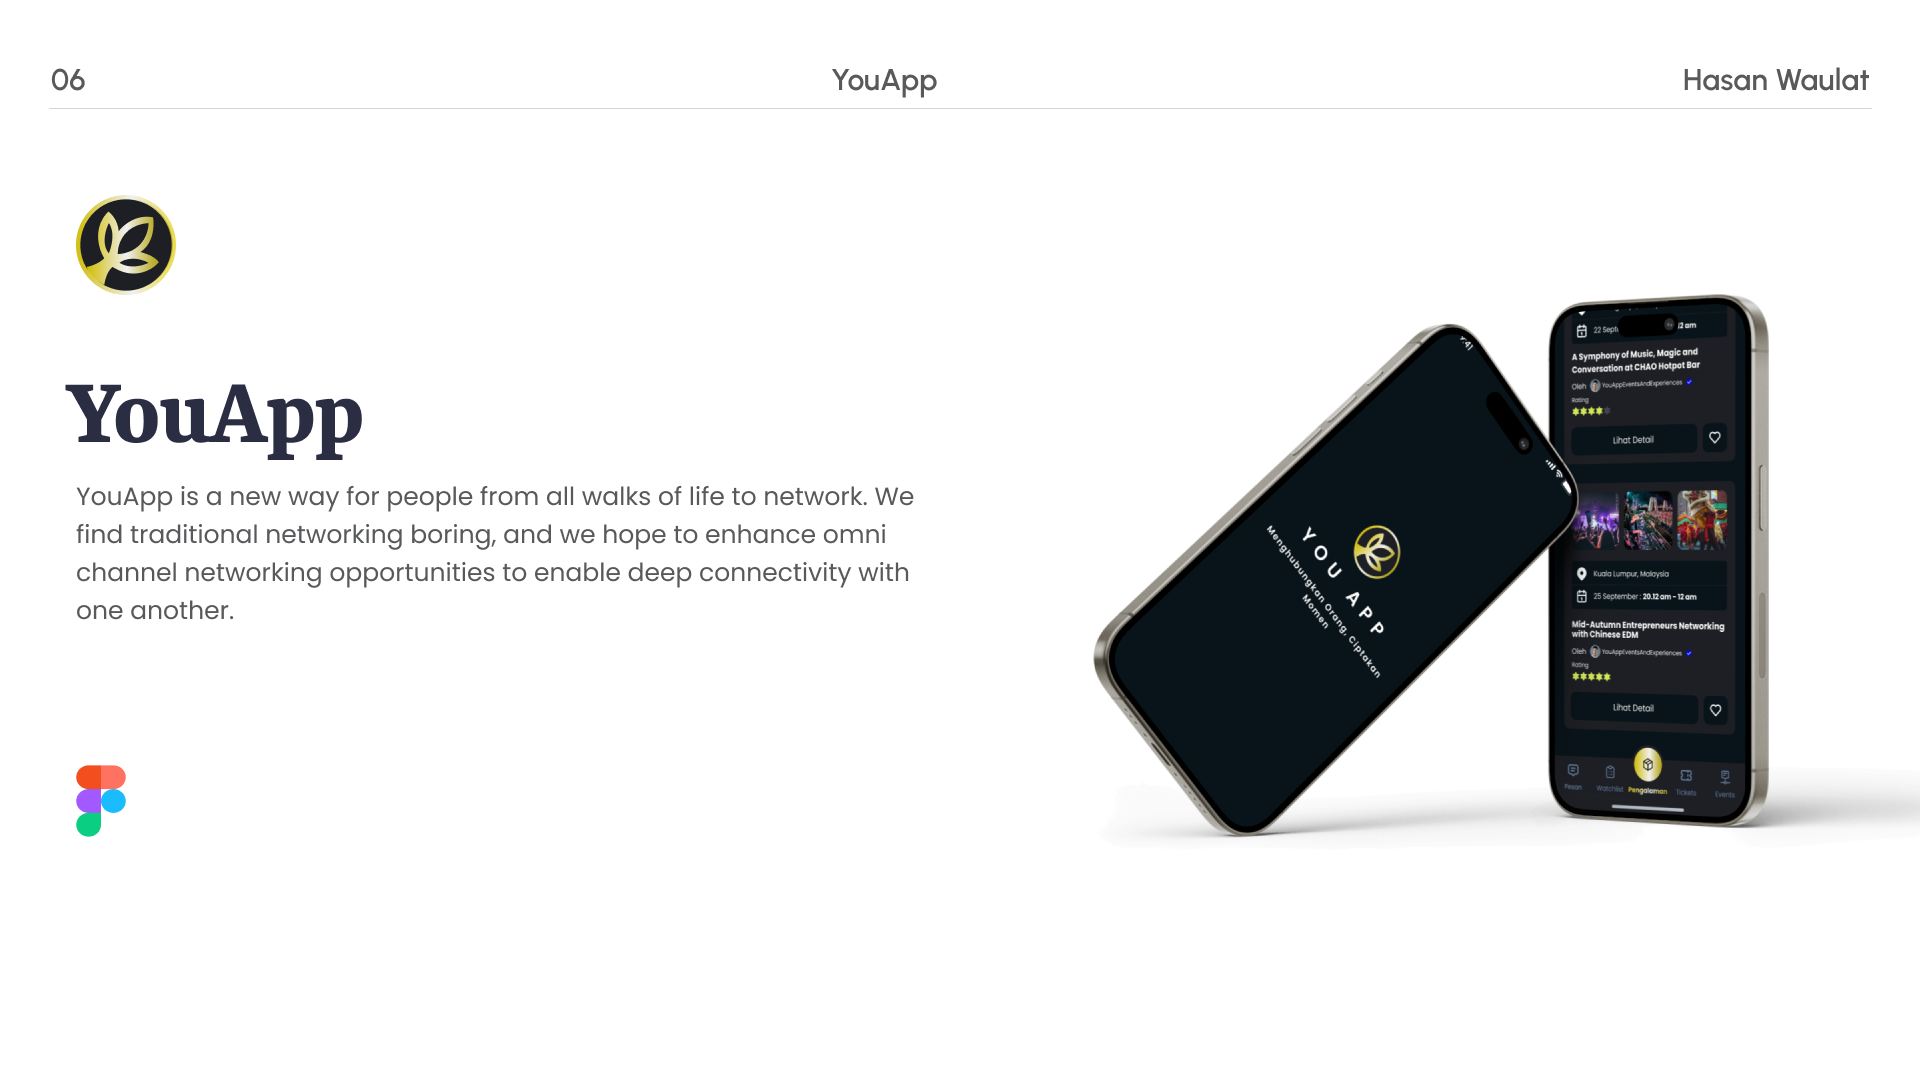 06
YouApp
Hasan Waulat
YouApp
YouApp is a new way for people from all walks of life to network. We
find traditional networking boring, and we hope to enhance omni
channel networking opportunities to enable deep connectivity with
one another.
YOU APP
Menghubungkan Orang, Ciptakan
Momen
22 Sept
12 am
A Symphony of Music, Magic and
Conversation at CHAO Hotpot Bar
Oleh YouAppEventsAndExperiences
Rating
Lihat Detail
Kuala Lumpur, Malaysia
25 September : 20.12 am - 12 am
Mid-Autumn Entrepreneurs Networking
with Chinese EDM
Oleh YouAppEventsAndExperiences
Rating
Lihat Detail
Pesan
Watchlist
Pengalaman
Tickets
Events